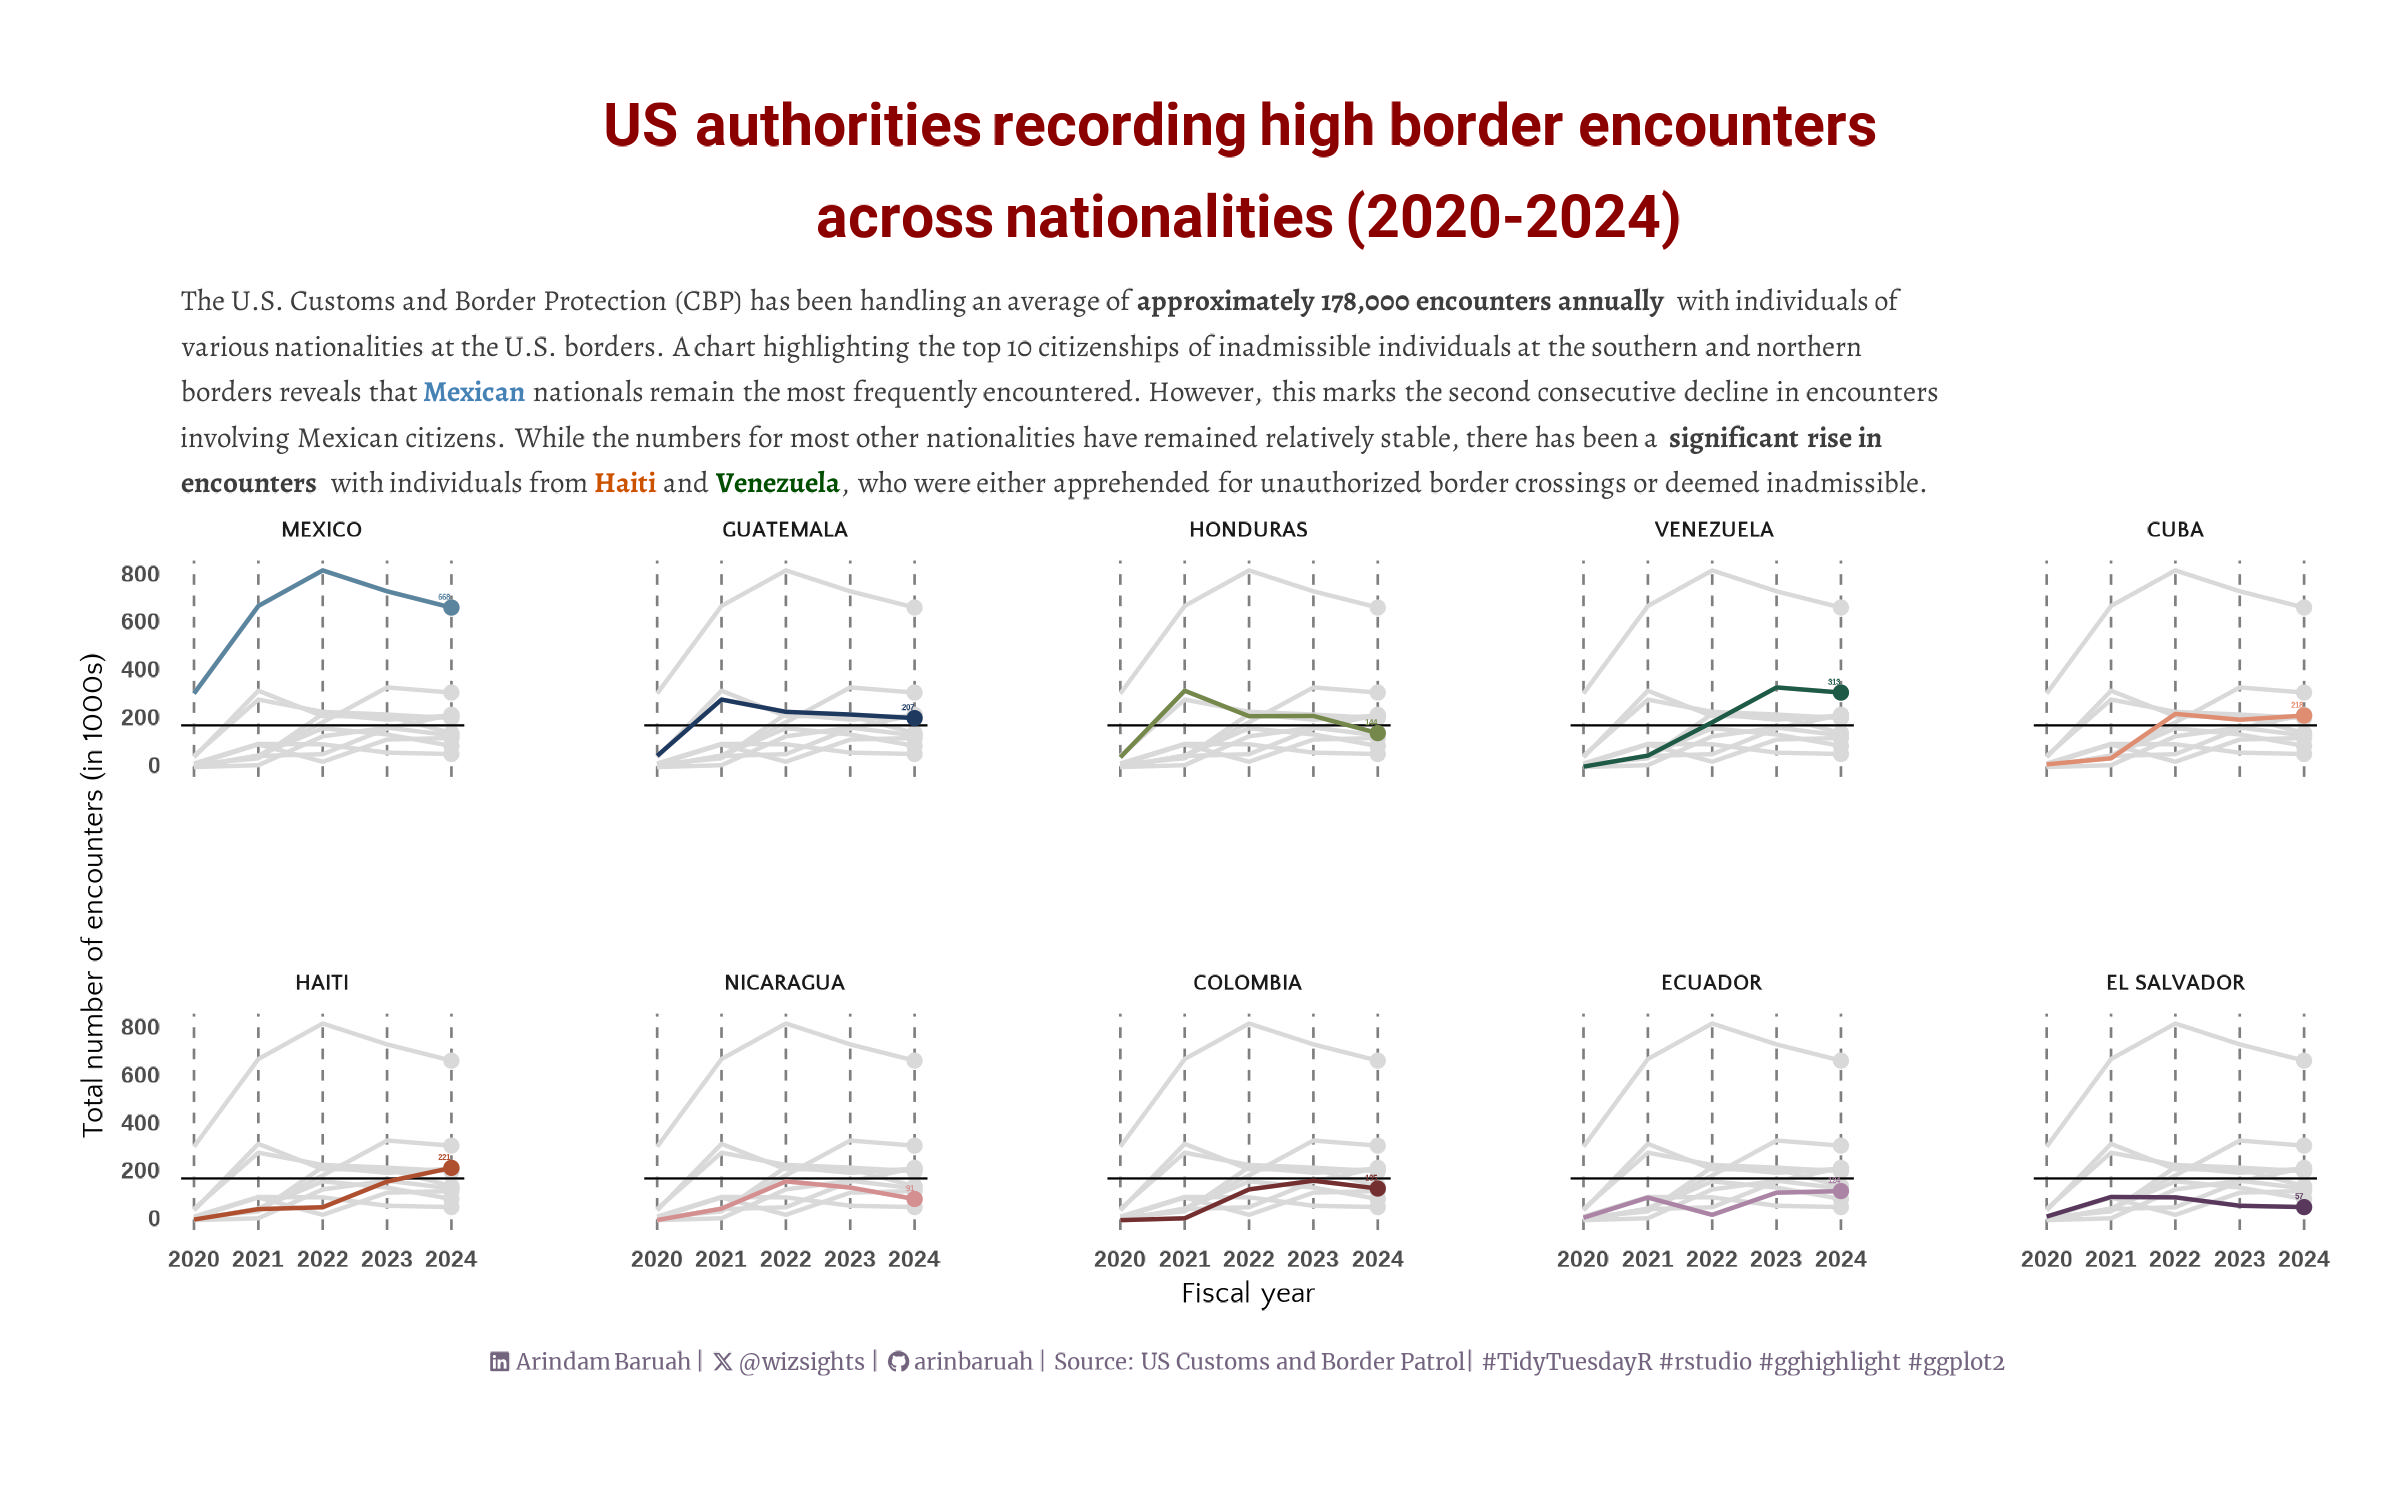 US authorities recording high border encounters
across nationalities (2020-2024)
The U.S. Customs and Border Protection (CBP) has been handling an average of approximately 178,000 encounters annually with individuals of
various nationalities at the U.S. borders. A chart highlighting the top 10 citizenships of inadmissible individuals at the southern and northern
borders reveals that Mexican nationals remain the most frequently encountered. However, this marks the second consecutive decline in encounters
involving Mexican citizens. While the numbers for most other nationalities have remained relatively stable, there has been a significant rise in
encounters with individuals from Haiti and Venezuela, who were either apprehended for unauthorized border crossings or deemed inadmissible.
MEXICO GUATEMALA HONDURAS VENEZUELA CUBA
800
600
400
200
0
668
207
144
313
218
Total number of encounters (in 1000s)
HAITI NICARAGUA COLOMBIA ECUADOR EL SALVADOR
800
600
400
200
0
221
91
57
2020 2021 2022 2023 2024 2020 2021 2022 2023 2024 2020 2021 2022 2023 2024 2020 2021 2022 2023 2024 2020 2021 2022 2023 2024
Fiscal year
Arindam Baruah | @wizsights | arinbaruah | Source: US Customs and Border Patrol| #TidyTuesdayR #rstudio #gghighlight #ggplot2